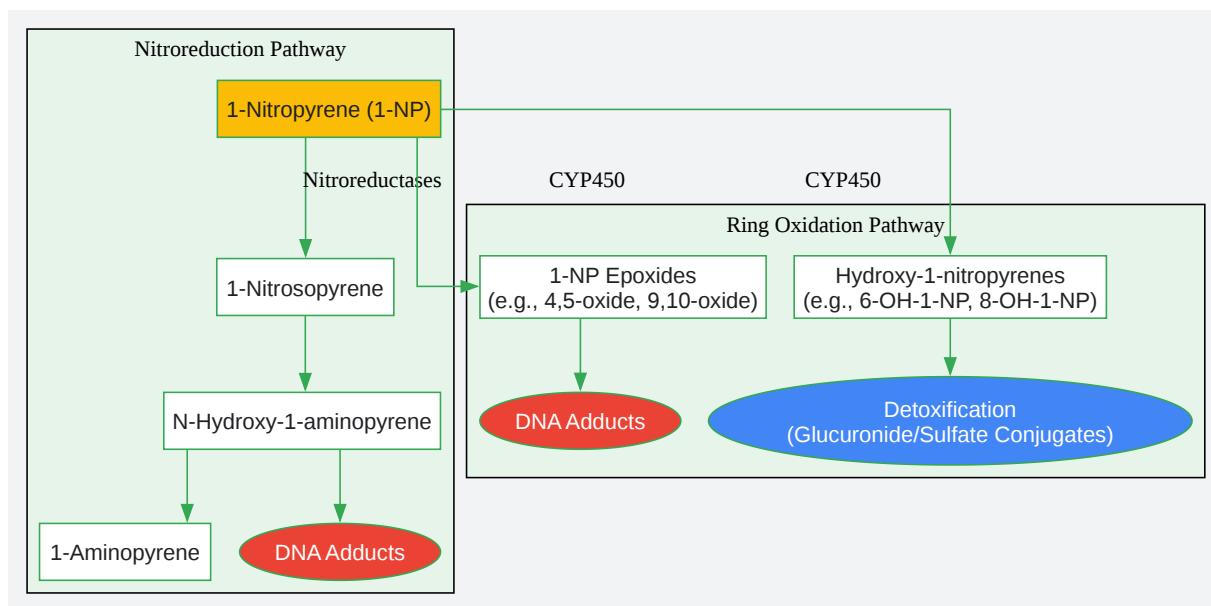 Nitroreduction Pathway
1-Nitropyrene (1-NP)
Nitroreductases
CYP450
CYP450
Ring Oxidation Pathway
1-Nitrosopyrene
1-NP Epoxides
(e.g., 4,5-oxide, 9,10-oxide)
Hydroxy-1-nitropyrenes
(e.g., 6-OH-1-NP, 8-OH-1-NP)
N-Hydroxy-1-aminopyrene
DNA Adducts
Detoxification
(Glucuronide/Sulfate Conjugates)
1-Aminopyrene
DNA Adducts